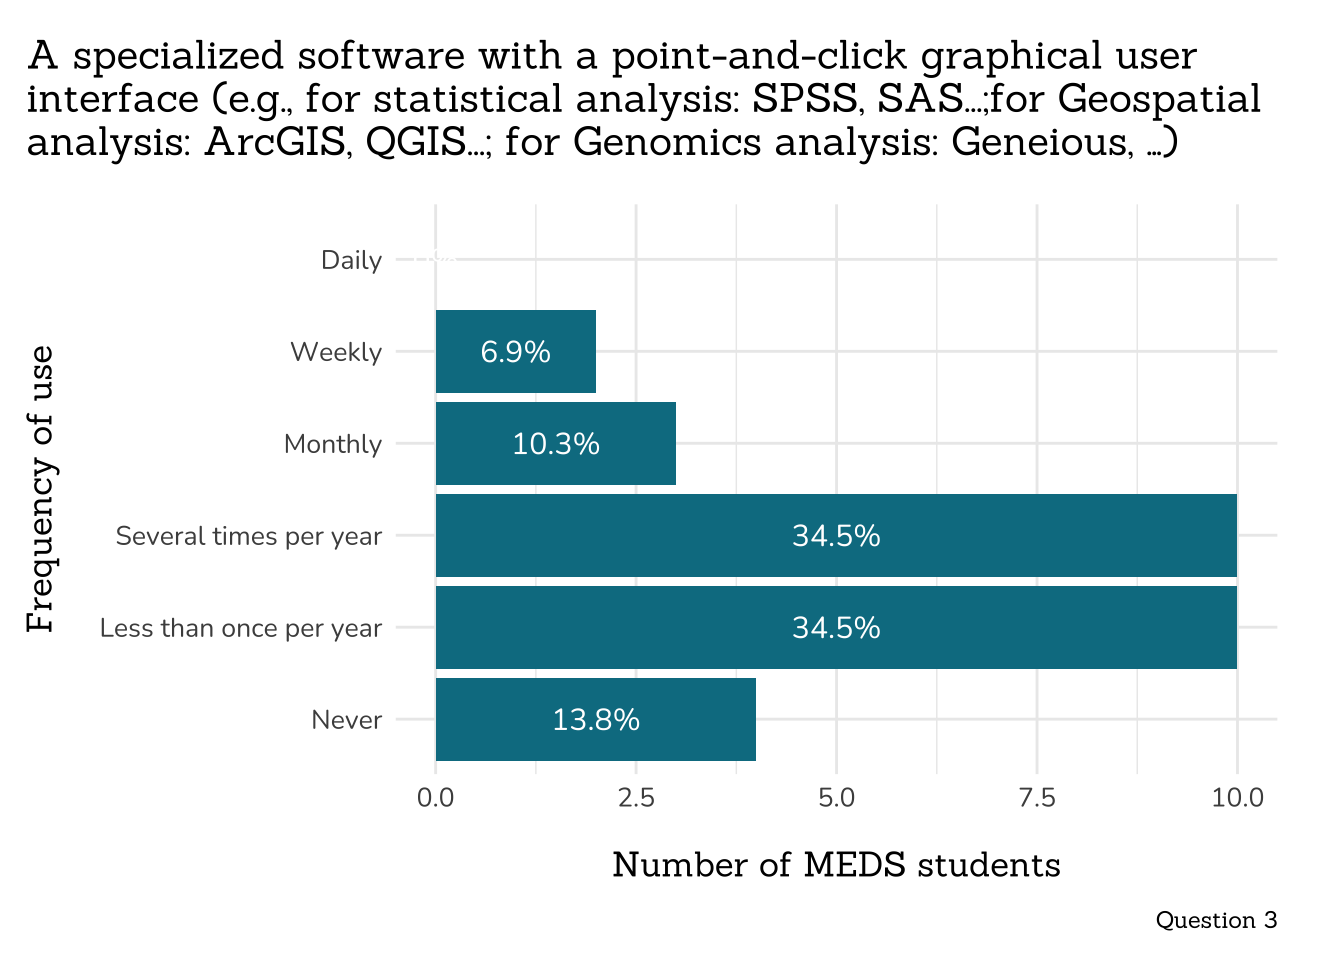 A specialized software with a point-and-click graphical user
interface (e.g., for statistical analysis: SPSS, SAS...;for Geospatial
analysis: ArcGIS, QGIS...; for Genomics analysis: Geneious, ...)
Daily
Weekly
6.9%
Monthly
10.3%
Several times per year
34.5%
Less than once per year
34.5%
Never
13.8%
0.0 2.5 5.0 7.5 10.0
Frequency of use
Number of MEDS students
Question 3